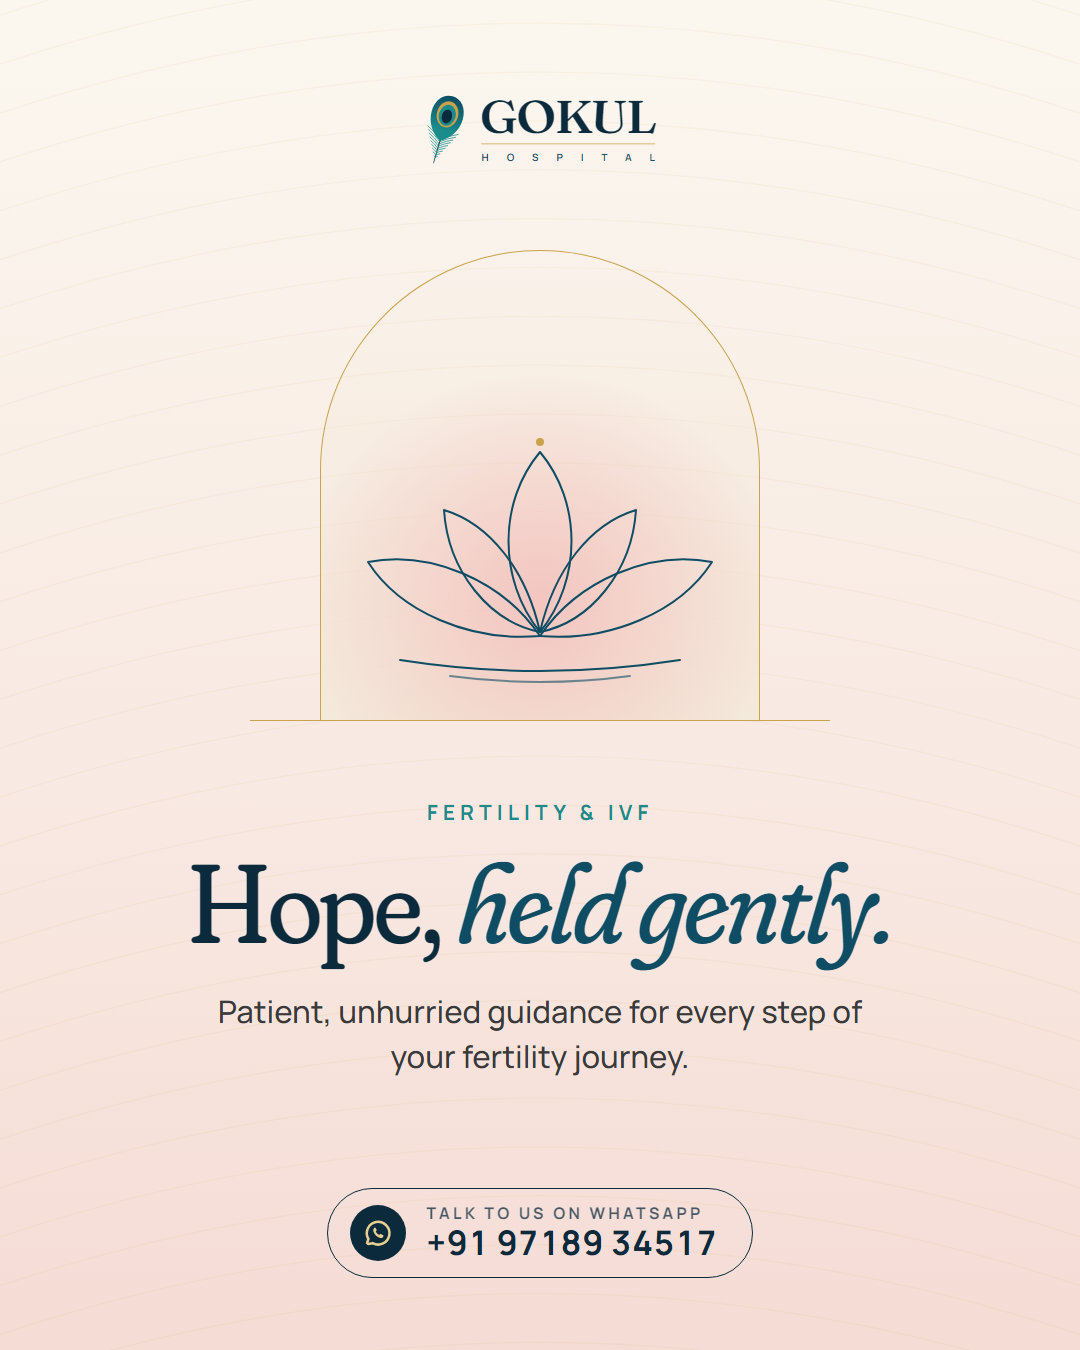 GOKUL
HOSPITAL
FERTILITY & IVF
Hope, held gently.
Patient, unhurried guidance for every step of
your fertility journey.
TALK TO US ON WHATSAPP
+91 97189 34517